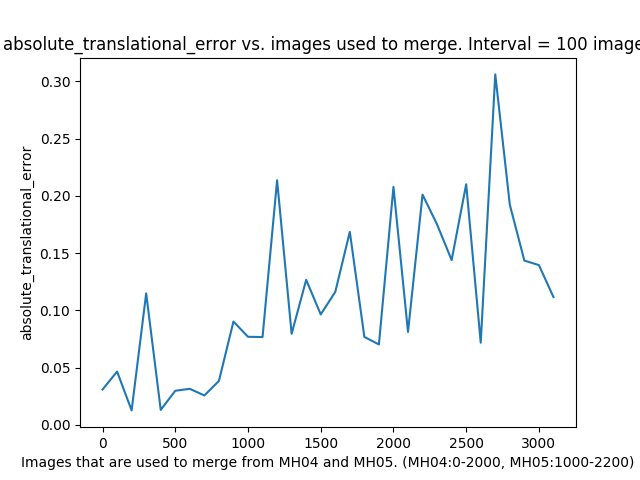 absolute_translational_error vs. images used to merge. Interval = 100 image
0.30
0.25
0.20
0.15
0.10
0.05
0.00
absolute_translational_error
0 500 1000 1500 2000 2500 3000
Images that are used to merge from MH04 and MH05. (MH04:0-2000, MH05:1000-2200)